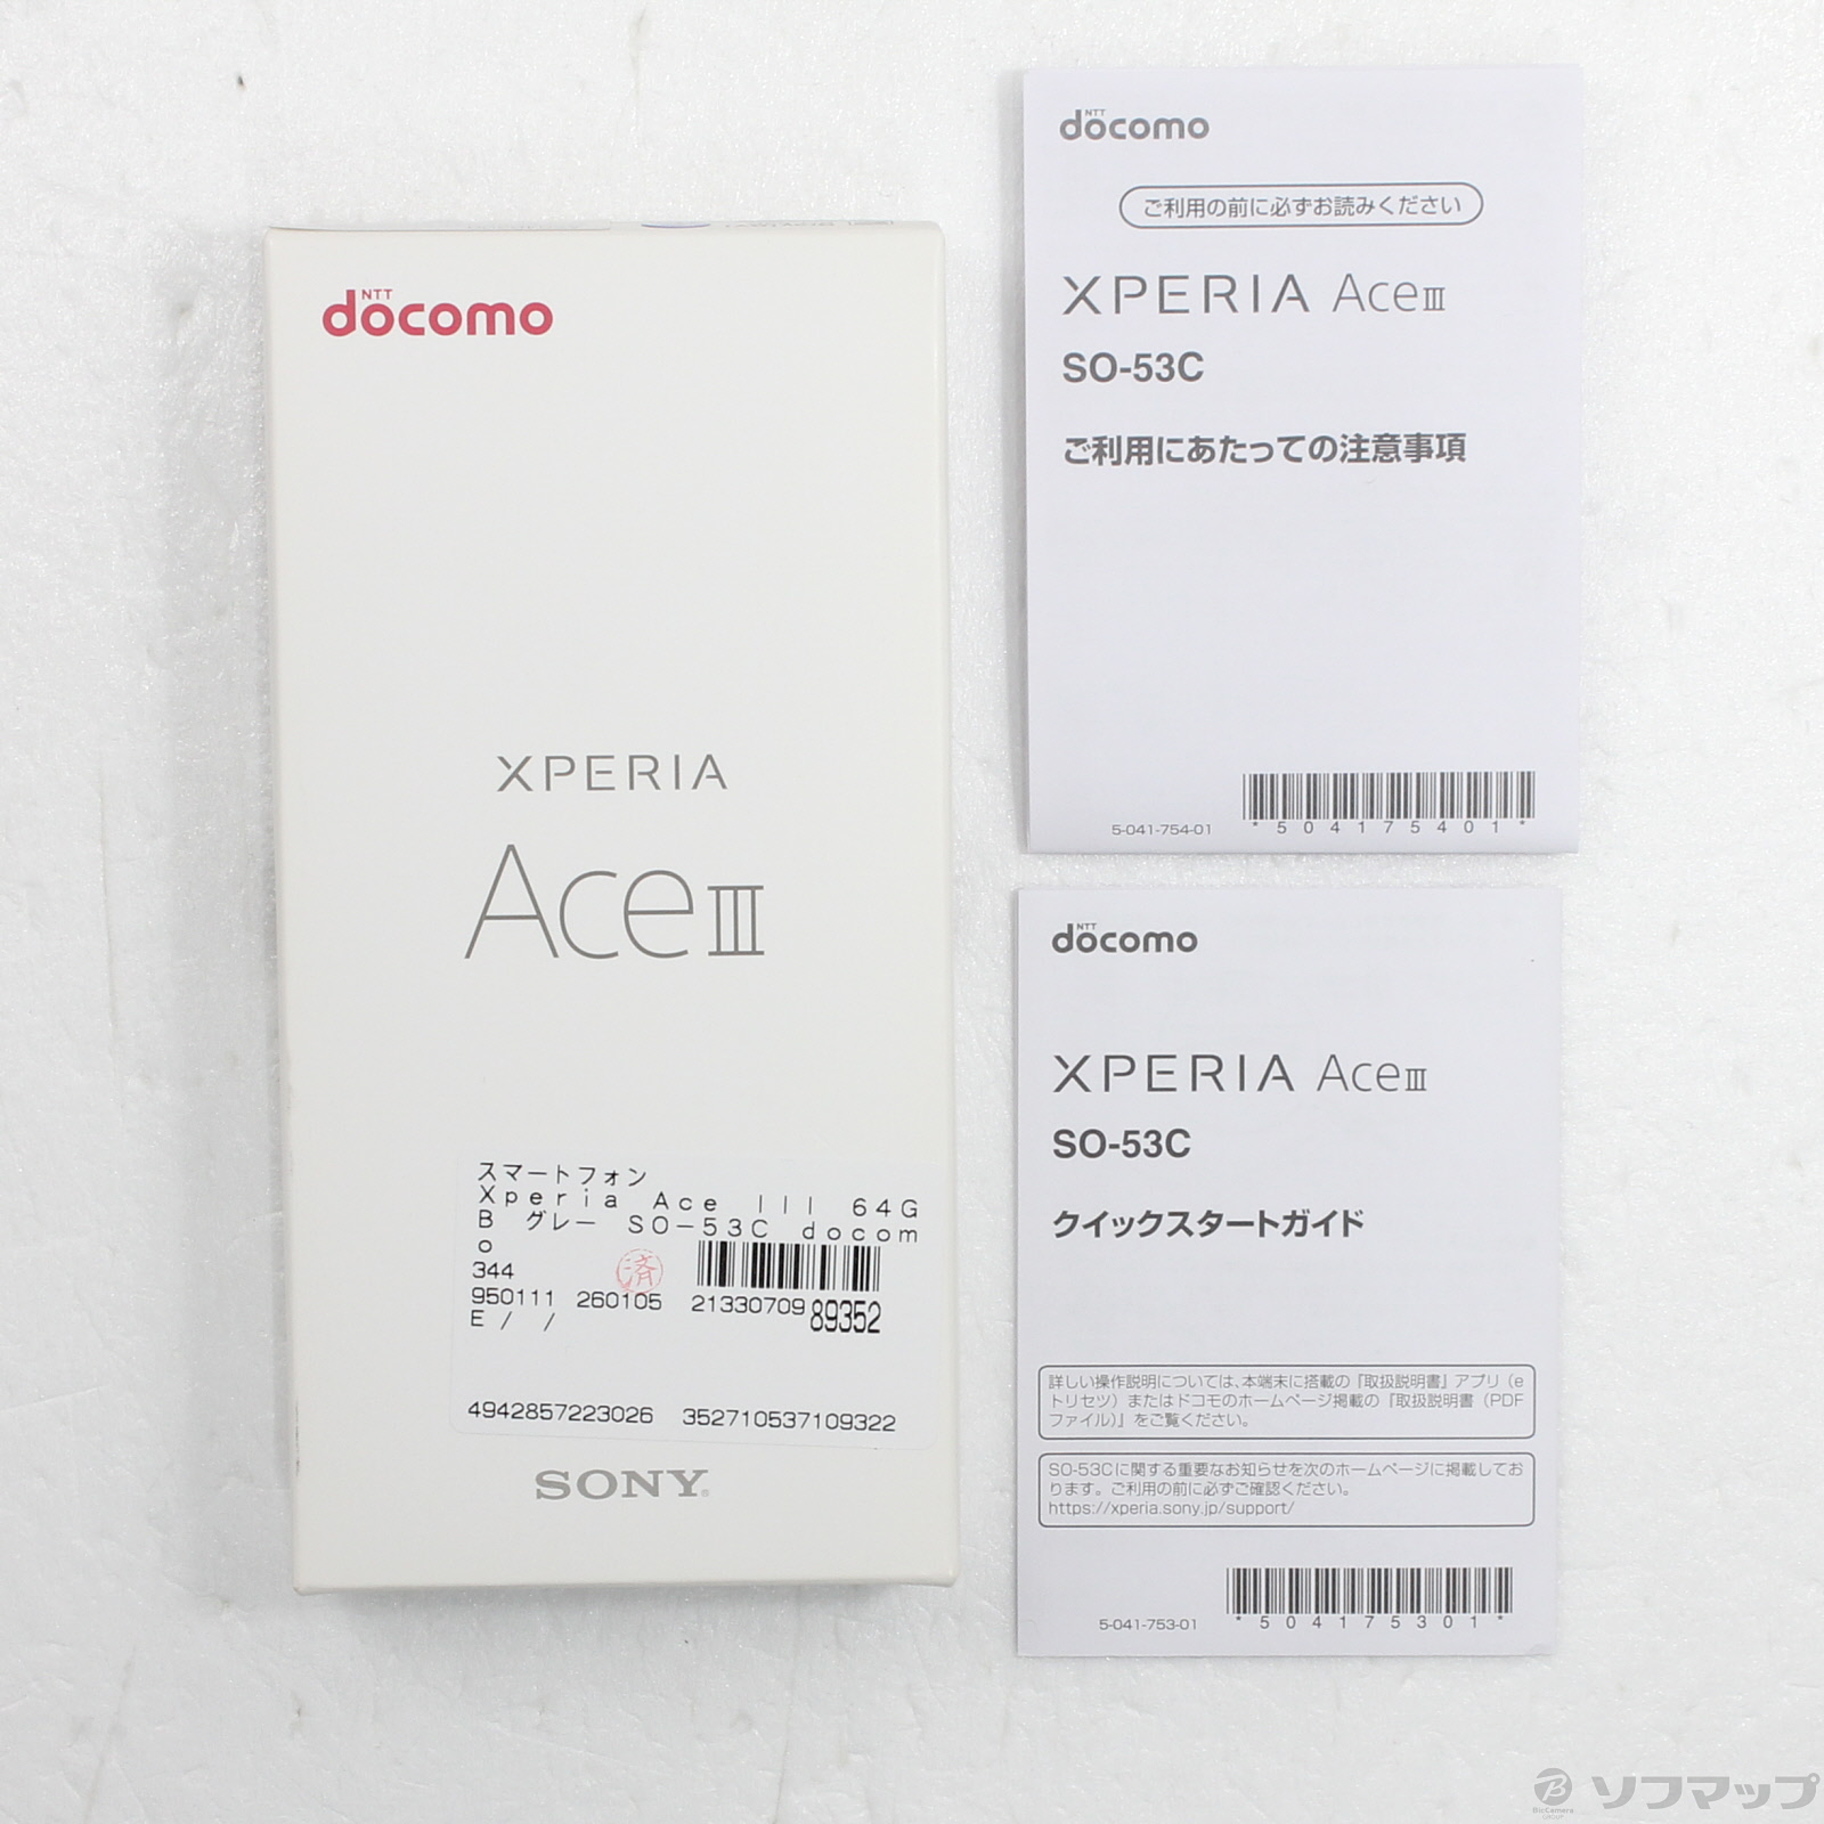 NTT
docomo
XPERIA
Ace III
スマートフォン
Xperia Ace III 64G
B グレー SO-53C docom
o
344
済
950111 260105 2133070989352
E / /
4942857223026 352710537109322
SONY
NTT
docomo
ご利用の前に必ずお読みください
XPERIA Ace III
SO-53C
ご利用にあたっての注意事項
5-041-754-01
*504175401*
NTT
docomo
XPERIA Ace III
SO-53C
クイックスタートガイド
詳しい操作説明については、本端末に搭載の『取扱説明書』アプリ（e
トリセツ）またはドコモのホームページ掲載の『取扱説明書（PDF
ファイル）』をご覧ください。
SO-53Cに関する重要なお知らせを次のホームページに掲載してお
ります。ご利用の前に必ずご確認ください。
https://xperia.sony.jp/support/
5-041-753-01
*504175301*
B
BicCamera
GROUP
ソフマップ